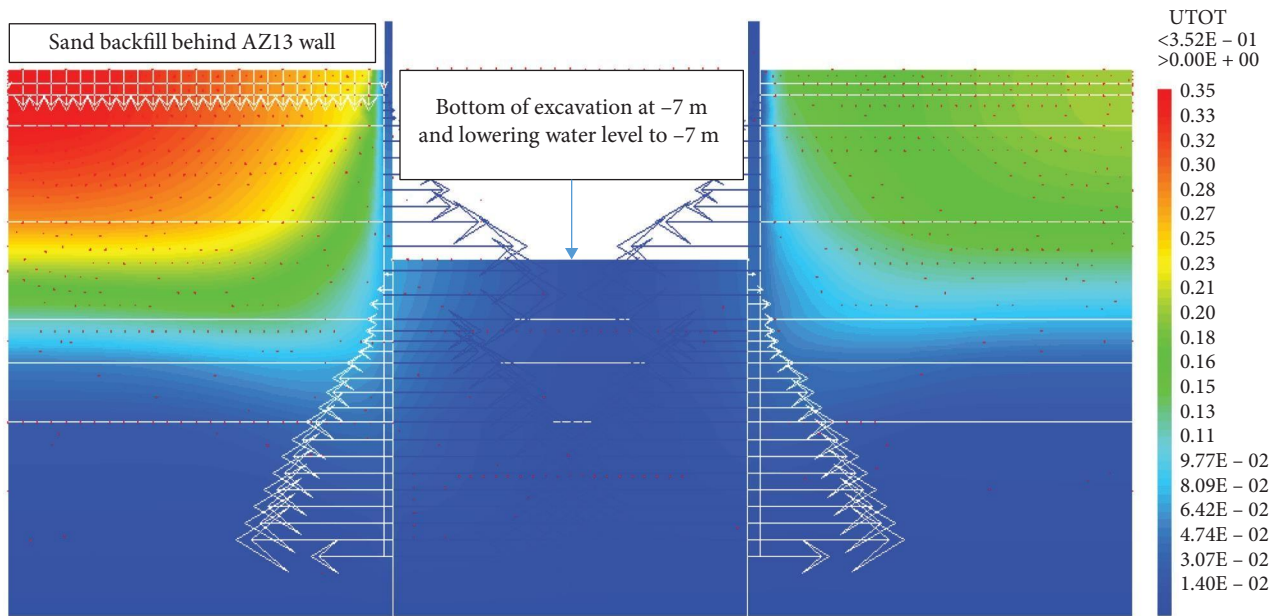 Sand backfill behind AZ13 wall
Bottom of excavation at –7 m
and lowering water level to –7 m
UTOT
<3.52E – 01
>0.00E + 00
0.35
0.33
0.32
0.30
0.28
0.27
0.25
0.23
0.21
0.20
0.18
0.16
0.15
0.13
0.11
9.77E – 02
8.09E – 02
6.42E – 02
4.74E – 02
3.07E – 02
1.40E – 02